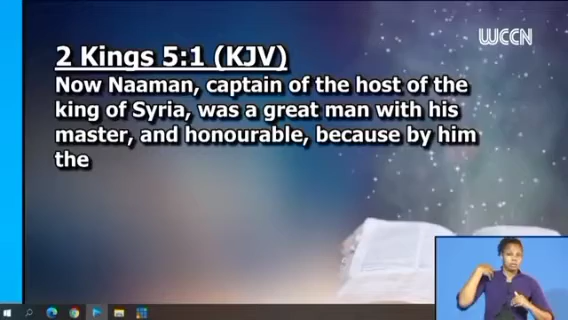 WCCN
2 Kings 5:1 (KJV)
Now Naaman, captain of the host of the
king of Syria, was a great man with his
master, and honourable, because by him
the